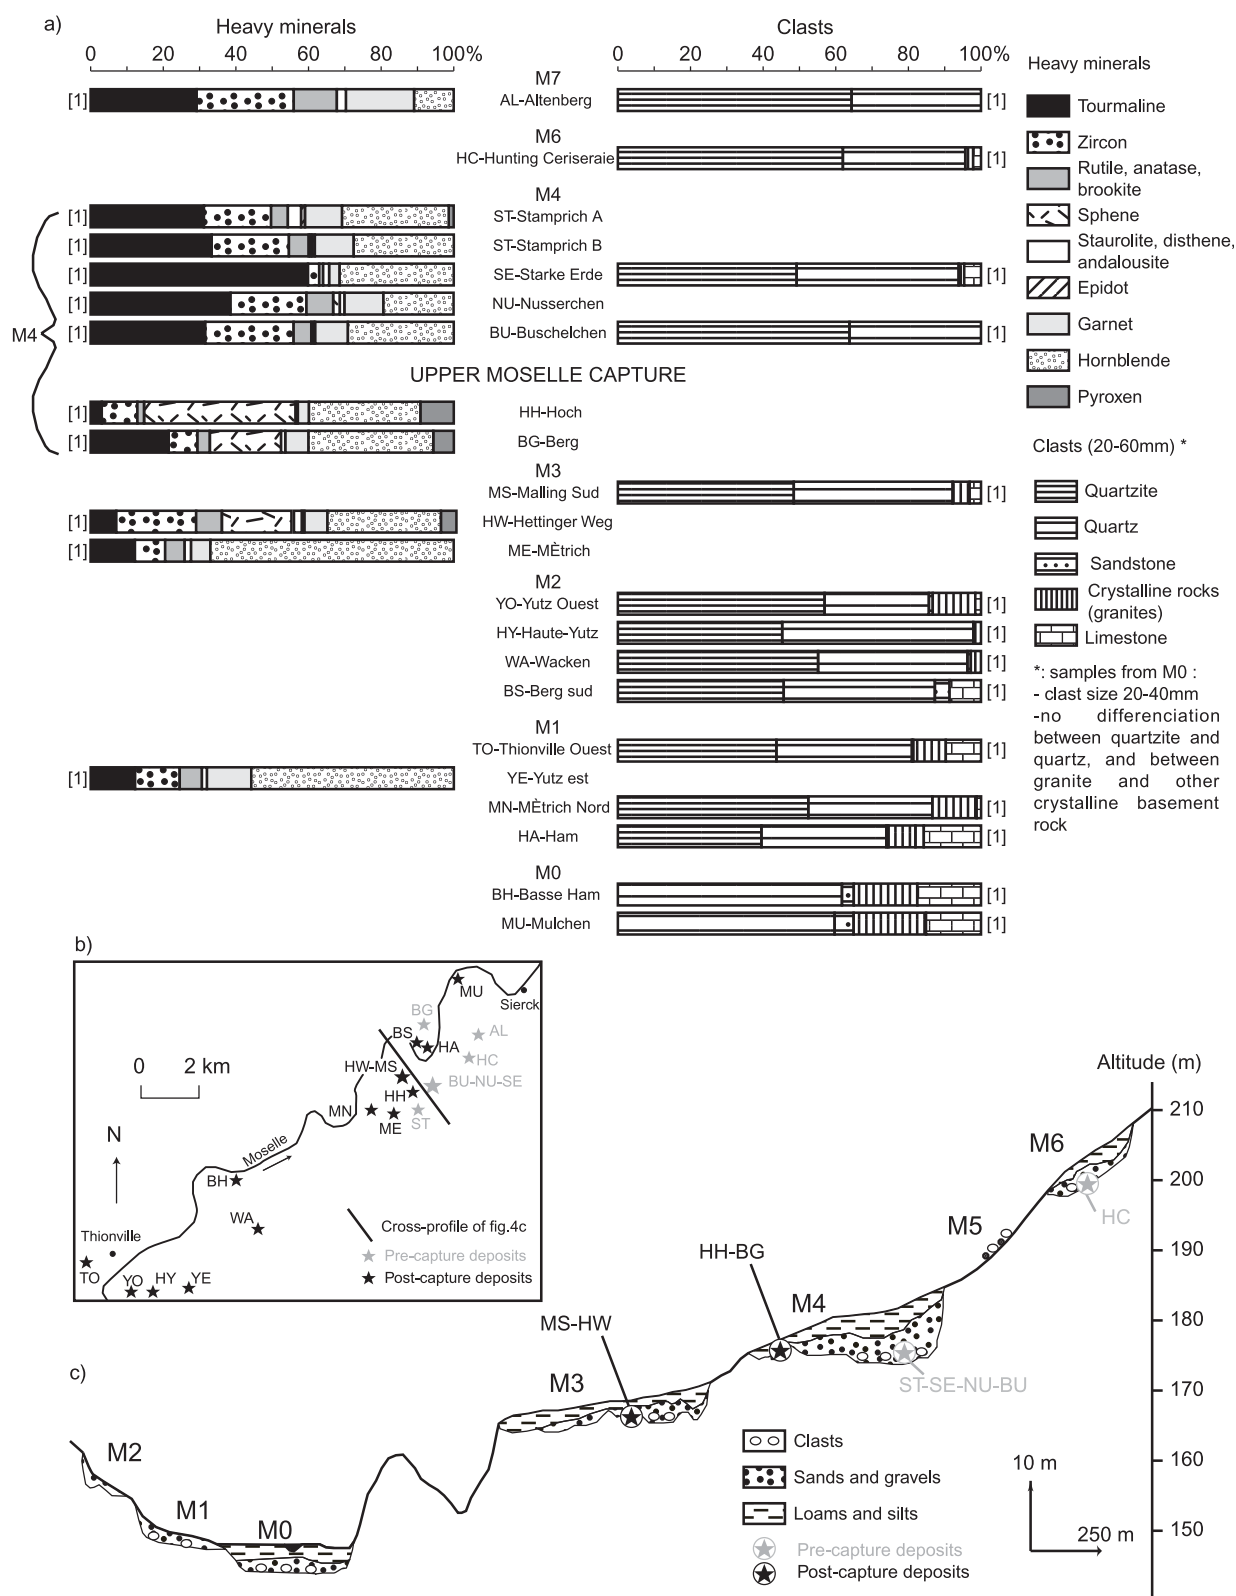 a)
Heavy minerals
Clasts
0 20 40 60 80 100%
0 20 40 60 80 100%
M7
[1] AL-Altenberg [1]
M6
HC-Hunting Ceriseraie [1]
M4
[1] ST-Stamprich A
[1] ST-Stamprich B
[1] SE-Starke Erde [1]
[1] NU-Nusserchen
[1] BU-Buschelchen [1]
M4
UPPER MOSELLE CAPTURE
[1] HH-Hoch
[1] BG-Berg
M3
MS-Malling Sud [1]
[1] HW-Hettinger Weg
[1] ME-MÈtrich
M2
YO-Yutz Ouest [1]
HY-Haute-Yutz [1]
WA-Wacken [1]
BS-Berg sud [1]
M1
TO-Thionville Ouest [1]
[1] YE-Yutz est
MN-MÈtrich Nord [1]
HA-Ham [1]
M0
BH-Basse Ham [1]
MU-Mulchen [1]
Heavy minerals
Tourmaline
Zircon
Rutile, anatase,
brookite
Sphene
Staurolite, disthene,
andalousite
Epidot
Garnet
Hornblende
Pyroxen
Clasts (20-60mm) *
Quartzite
Quartz
Sandstone
Crystalline rocks
(granites)
Limestone
*: samples from M0 :
- clast size 20-40mm
-no differenciation
between quartzite and
quartz, and between
granite and other
crystalline basement
rock
b)
MU
Sierck
BG
AL
BS
HA
HC
0 2 km
HW-MS
BU-NU-SE
HH
MN
ST
ME
N
Moselle
BH
WA
Cross-profile of fig.4c
Thionville
Pre-capture deposits
TO
YO
HY
YE
Post-capture deposits
c)
Altitude (m)
210
200
190
180
170
160
150
M6
HC
M5
HH-BG
M4
MS-HW
ST-SE-NU-BU
M3
M2
M1
M0
Clasts
Sands and gravels
Loams and silts
Pre-capture deposits
Post-capture deposits
10 m
250 m